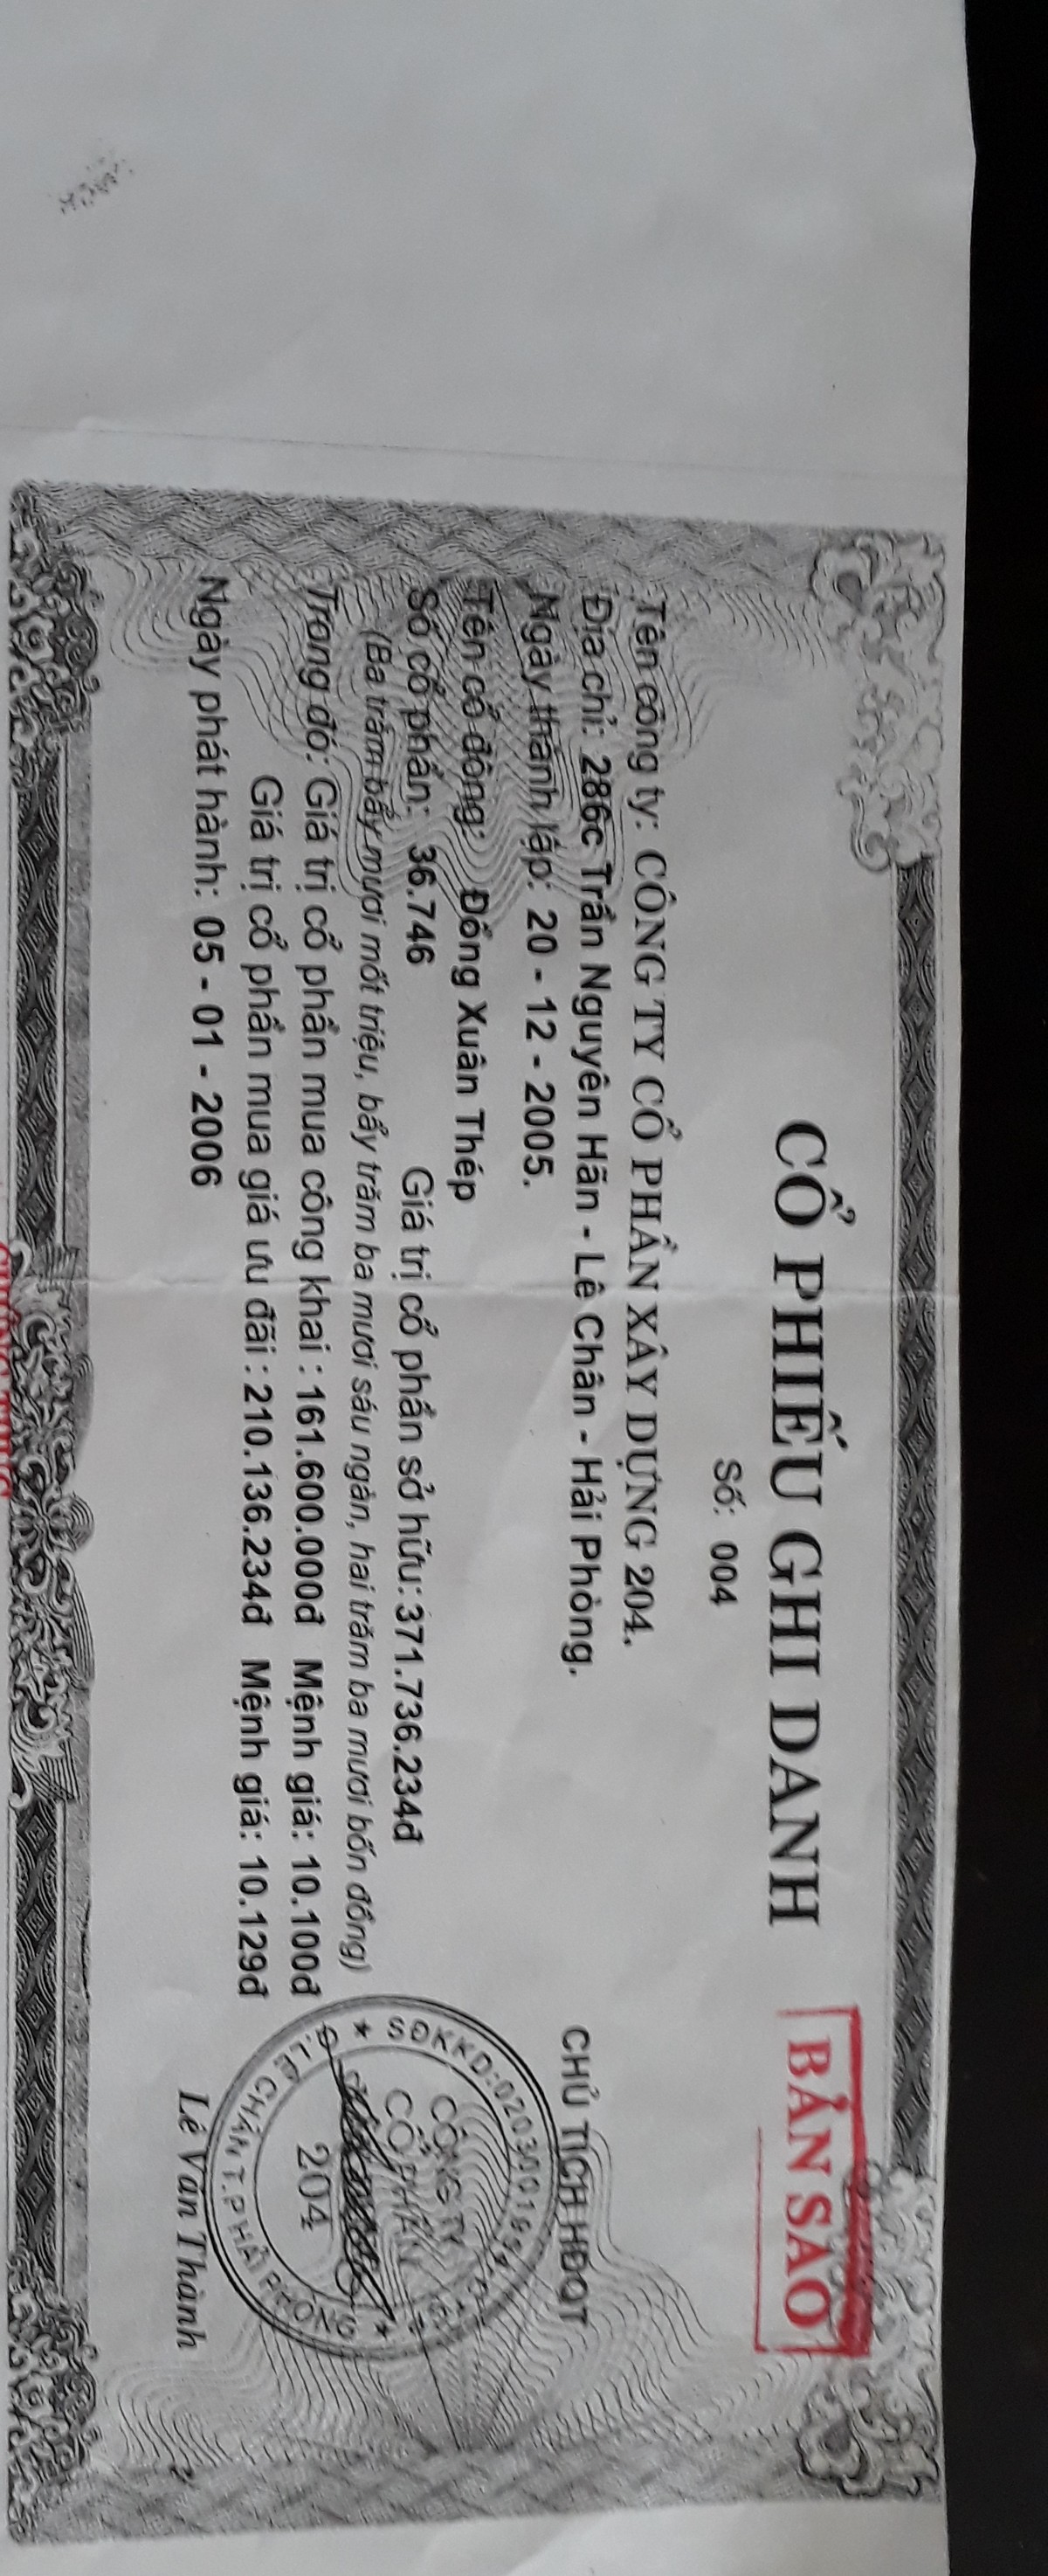 CỔ PHIẾU GHI DANH
BẢN SAO
Số: 004
Tên công ty: CÔNG TY CỔ PHẦN XÂY DỰNG 204.
Địa chỉ: 286c Trần Nguyên Hãn - Lê Chân - Hải Phòng.
Ngày thành lập: 20 - 12 - 2005.
CHỦ TỊCH HĐQT
Tên cổ đông: Đồng Xuân Thép
Số cổ phần: 36.746 Giá trị cổ phần sở hữu: 371.736.234đ
(Ba trăm bẩy mươi mốt triệu, bẩy trăm ba mươi sáu ngàn, hai trăm ba mươi bốn đồng)
Trong đó: Giá trị cổ phần mua công khai : 161.600.000đ Mệnh giá: 10.100đ
Giá trị cổ phần mua giá ưu đãi : 210.136.234đ Mệnh giá: 10.129đ
Ngày phát hành: 05 - 01 - 2006
CÔNG TY
CỔ PHẦN
204
Q.LÊ CHÂN T.P HẢI PHÒNG
Lê Văn Thành